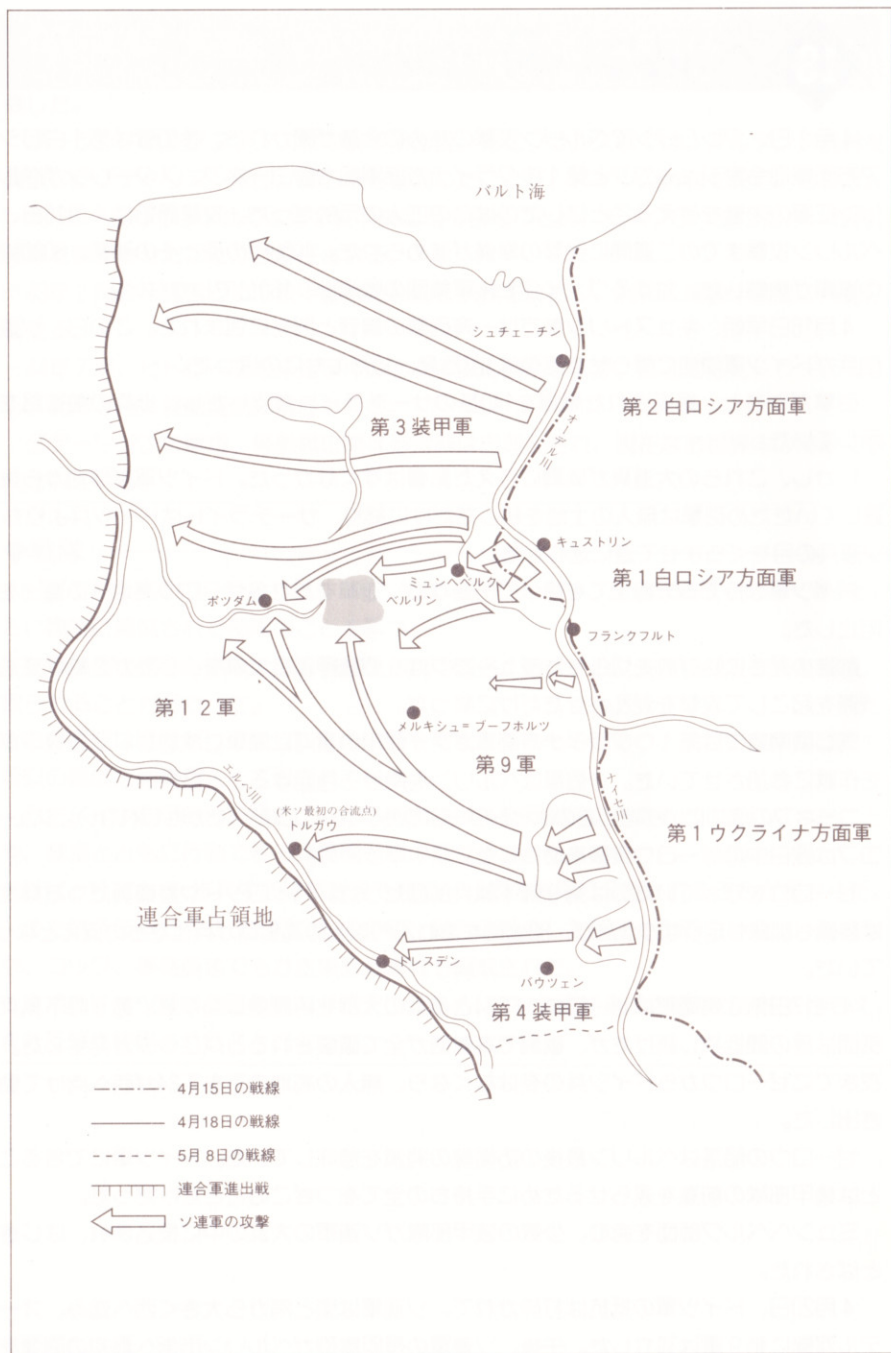 バルト海
シュチェーチン
第2白ロシア方面軍
オーデル川
第3装甲軍
キュストリン
第1白ロシア方面軍
ミュンヘベルク
ベルリン
ポツダム
フランクフルト
第12軍
メルキシュ=ブーフホルツ
第9軍
ナイセ川
エルベ川
(米ソ最初の合流点)
トルガウ
第1ウクライナ方面軍
連合軍占領地
ドレスデン
バウツェン
第4装甲軍
4月15日の戦線
4月18日の戦線
5月8日の戦線
連合軍進出戦
ソ連軍の攻撃